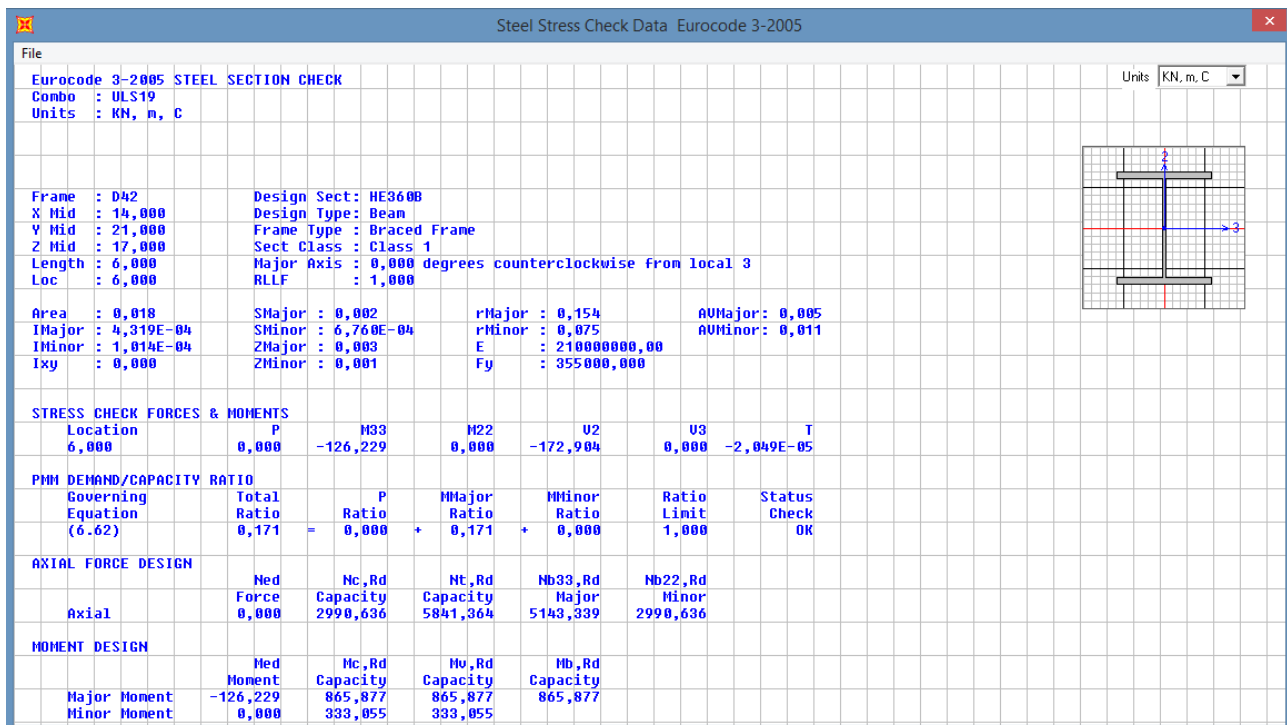 Steel Stress Check Data Eurocode 3-2005
File
Eurocode 3-2005 STEEL SECTION CHECK
Units KN, m, C
Combo : ULS19
Units : KN, m, C
2
3
Frame : D42 Design Sect: HE360B
X Mid : 14,000 Design Type: Beam
Y Mid : 21,000 Frame Type : Braced Frame
Z Mid : 17,000 Sect Class : Class 1
Length : 6,000 Major Axis : 0,000 degrees counterclockwise from local 3
Loc : 6,000 RLLF : 1,000
Area : 0,018 SMajor : 0,002 rMajor : 0,154 AVMajor: 0,005
IMajor : 4,319E-04 SMinor : 6,760E-04 rMinor : 0,075 AVMinor: 0,011
IMinor : 1,014E-04 ZMajor : 0,003 E : 210000000,00
Ixy : 0,000 ZMinor : 0,001 Fy : 355000,000
STRESS CHECK FORCES & MOMENTS
Location P M33 M22 V2 V3 T
6,000 0,000 -126,229 0,000 -172,904 0,000 -2,049E-05
PMM DEMAND/CAPACITY RATIO
Governing Total P MMajor MMinor Ratio Status
Equation Ratio Ratio Ratio Ratio Limit Check
(6.62) 0,171 = 0,000 + 0,171 + 0,000 1,000 OK
AXIAL FORCE DESIGN
Ned Nc,Rd Nt,Rd Nb33,Rd Nb22,Rd
Force Capacity Capacity Major Minor
Axial 0,000 2990,636 5841,364 5143,339 2990,636
MOMENT DESIGN
Med Mc,Rd Mv,Rd Mb,Rd
Moment Capacity Capacity Capacity
Major Moment -126,229 865,877 865,877 865,877
Minor Moment 0,000 333,055 333,055